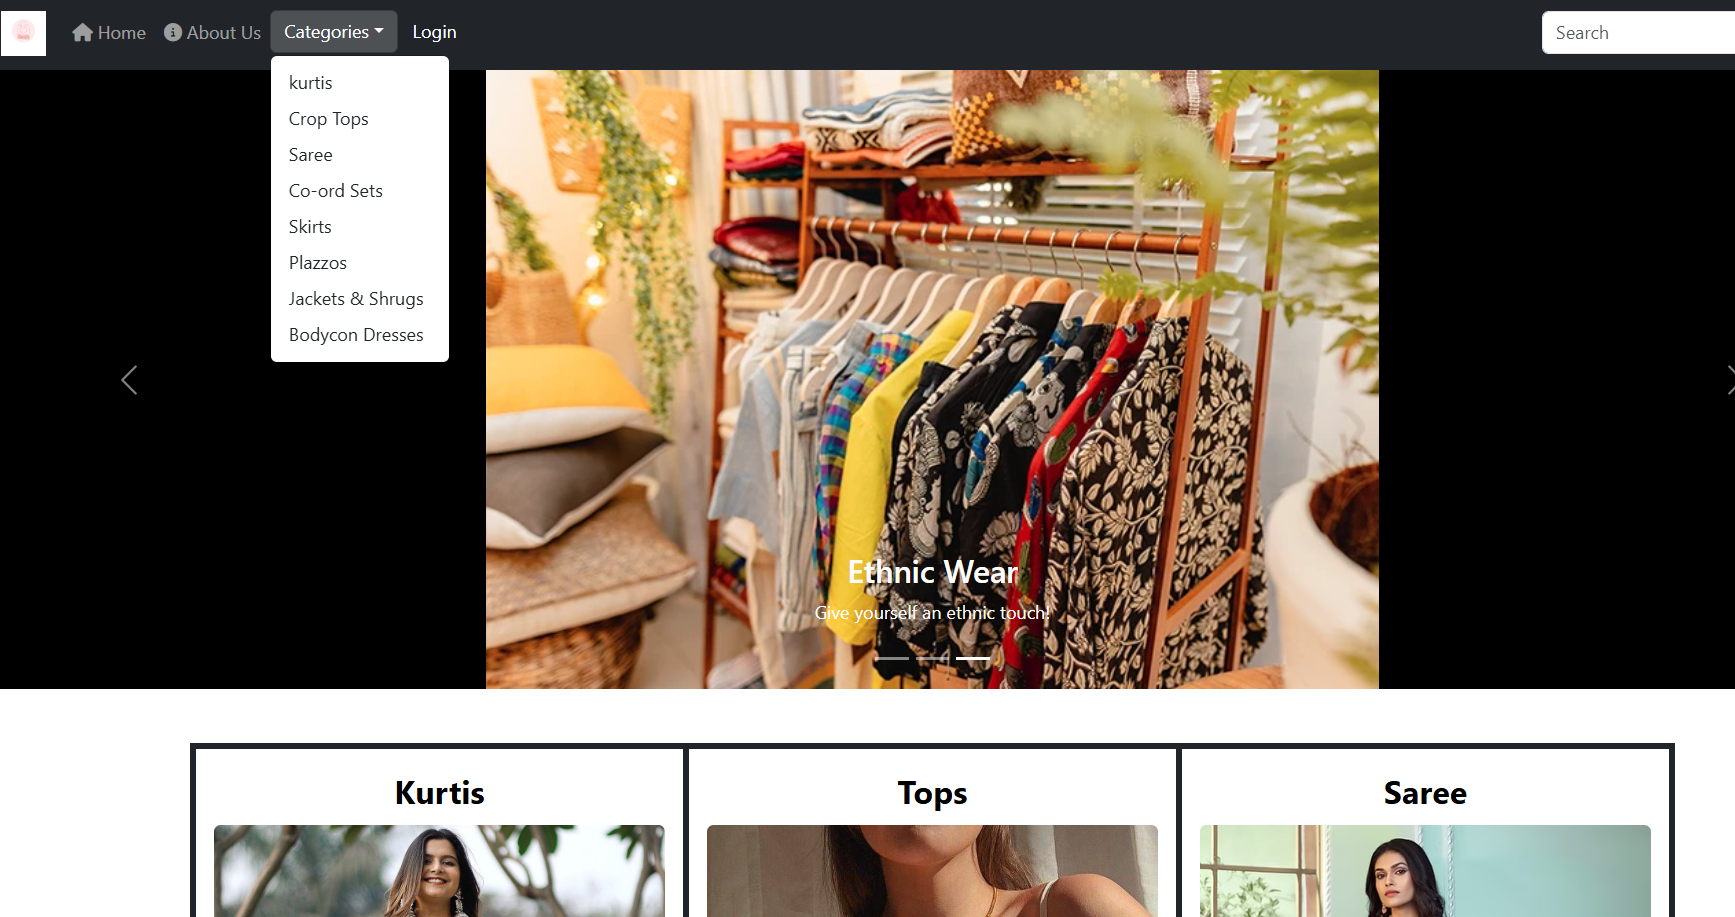 Home About Us Categories Login Search
kurtis
Crop Tops
Saree
Co-ord Sets
Skirts
Plazzos
Jackets & Shrugs
Bodycon Dresses
Ethnic Wear
Give yourself an ethnic touch!
Kurtis Tops Saree